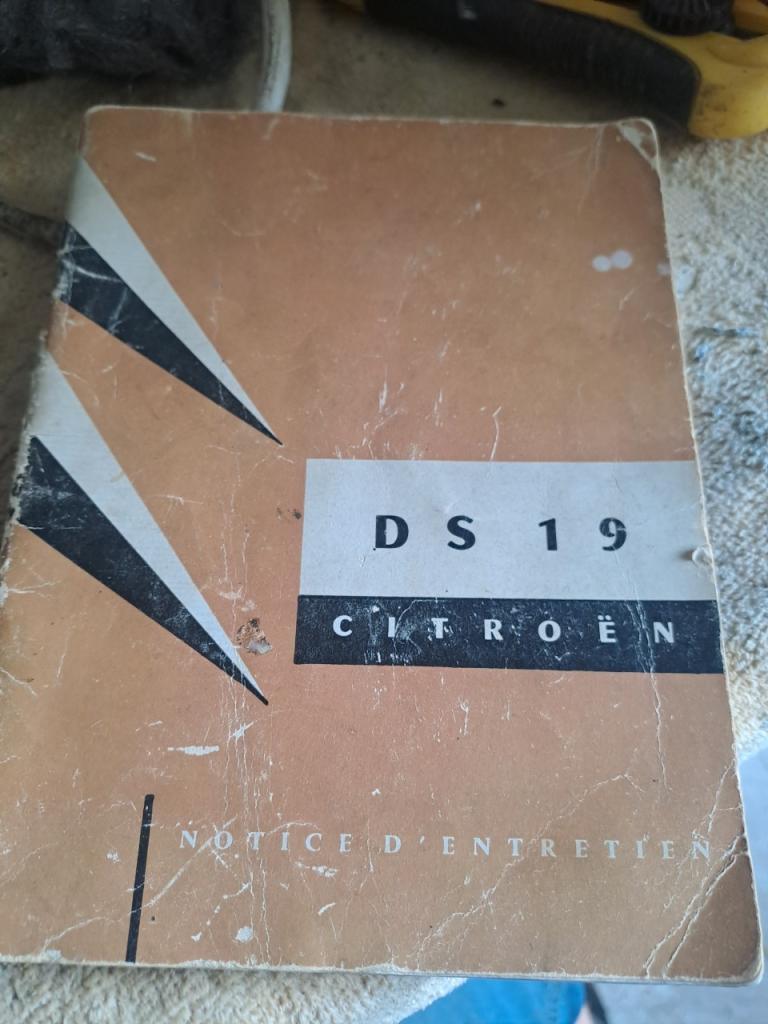 DS 19
CITROËN
NOTICE D'ENTRETIEN